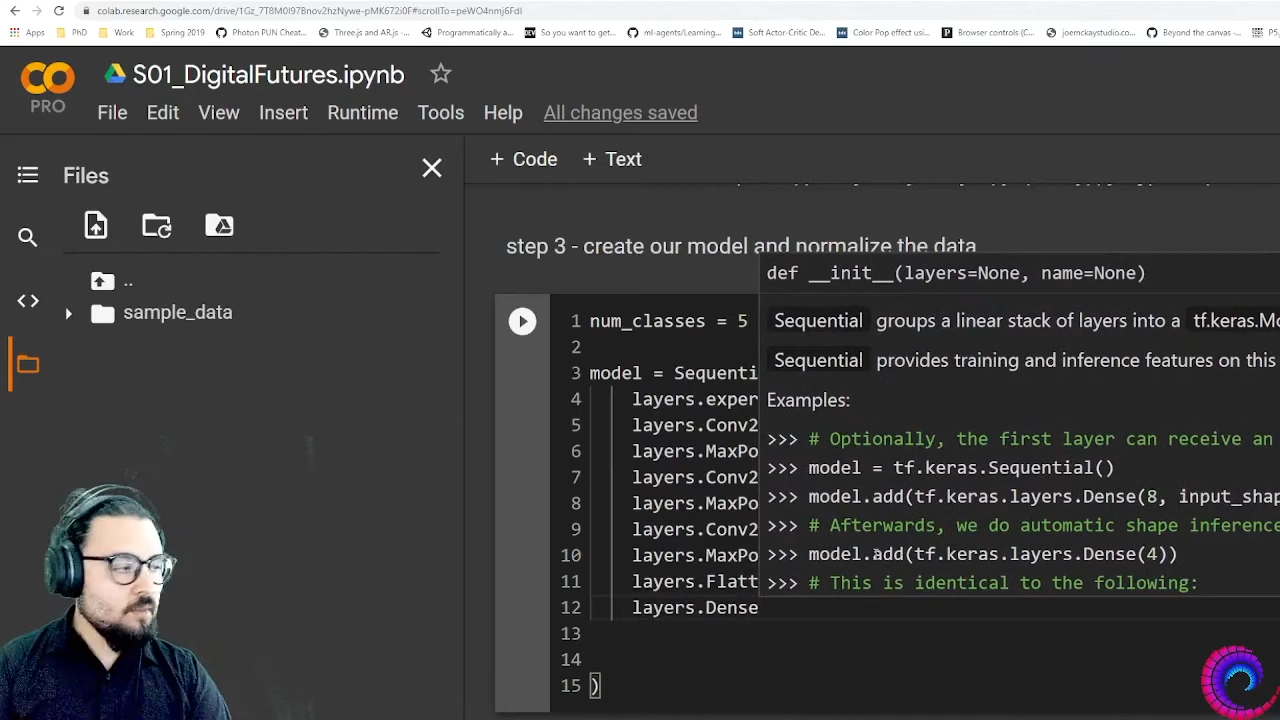 colab.research.google.com/drive/1Gz_7T8M0I97Bnov2hzNywe-pMK672i0F#scrollTo=peWO4nmj6FdI
Apps PhD Work Spring 2019 Photon PUN Cheat... Three.js and AR.js -... Programmatically a... So you want to get... ml-agents/Learning... Soft Actor-Critic De... Color Pop effect usi... Browser controls (C... joemckaystudio.co... Beyond the canvas -... P5.
CO PRO
S01_DigitalFutures.ipynb
File Edit View Insert Runtime Tools Help All changes saved
Files
+ Code + Text
..
sample_data
step 3 - create our model and normalize the data
1 num_classes = 5
2
3 model = Sequenti
4 layers.exper
5 layers.Conv2
6 layers.MaxPo
7 layers.Conv2
8 layers.MaxPo
9 layers.Conv2
10 layers.MaxPo
11 layers.Flatt
12 layers.Dense
13
14
15 )
def __init__(layers=None, name=None)
Sequential groups a linear stack of layers into a tf.keras.Mo
Sequential provides training and inference features on this
Examples:
>>> # Optionally, the first layer can receive an
>>> model = tf.keras.Sequential()
>>> model.add(tf.keras.layers.Dense(8, input_shap
>>> # Afterwards, we do automatic shape inference
>>> model.add(tf.keras.layers.Dense(4))
>>> # This is identical to the following: